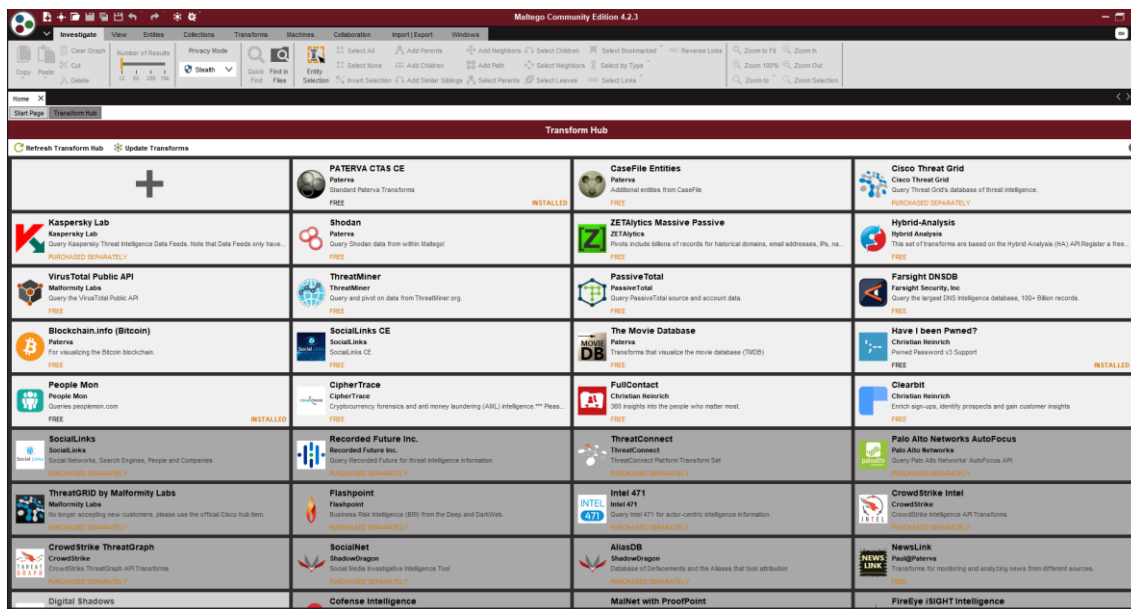 Maltego Community Edition 4.2.3
Investigate View Entities Collections Transforms Machines Collaboration Import | Export Windows
Copy Paste
Clear Graph
Cut
Delete
Number of Results
12 50 256 10k
Privacy Mode
Stealth
Quick Find
Find in Files
Entity Selection
Select All
Select None
Invert Selection
Add Parents
Add Children
Add Similar Siblings
Add Neighbors
Add Path
Select Parents
Select Children
Select Neighbors
Select Leaves
Select Bookmarked
Select by Type
Select Links
Reverse Links
Zoom to Fit
Zoom 100%
Zoom to
Zoom In
Zoom Out
Zoom Selection
Home X
Start Page Transform Hub
Transform Hub
Refresh Transform Hub Update Transforms
PATERVA CTAS CE
Paterva
Standard Paterva Transforms
FREE INSTALLED
CaseFile Entities
Paterva
Additional entities from CaseFile
FREE
Cisco Threat Grid
Cisco Threat Grid
Query Threat Grid's database of threat intelligence.
PURCHASED SEPARATELY
Kaspersky Lab
Kaspersky Lab
Query Kaspersky Threat Intelligence Data Feeds. Note that Data Feeds only have...
PURCHASED SEPARATELY
Shodan
Paterva
Query Shodan data from within Maltego!
FREE
ZETAlytics Massive Passive
ZETAlytics
Pivots include billions of records for historical domains, email addresses, IPs, na...
FREE
Hybrid-Analysis
Hybrid Analysis
This set of transforms are based on the Hybrid Analysis (HA) API.Register a free...
FREE
VirusTotal Public API
Malformity Labs
Query the VirusTotal Public API
FREE
ThreatMiner
ThreatMiner
Query and pivot on data from ThreatMiner.org.
FREE
PassiveTotal
PassiveTotal
Query PassiveTotal source and account data.
FREE
Farsight DNSDB
Farsight Security, Inc
Query the largest DNS Intelligence database, 100+ Billion records.
FREE
Blockchain.info (Bitcoin)
Paterva
For visualizing the Bitcoin blockchain.
FREE
SocialLinks CE
SocialLinks
SocialLinks CE
FREE
MOVIE DB
The Movie Database
Paterva
Transforms that visualize the movie database (TMDB)
FREE
Have I been Pwned?
Christian Heinrich
Pwned Password v3 Support
FREE INSTALLED
People Mon
People Mon
Queries peoplemon.com
FREE INSTALLED
CipherTrace
CipherTrace
Cryptocurrency forensics and anti money laundering (AML) intelligence.*** Pleas...
FREE
FullContact
Christian Heinrich
360 insights into the people who matter most.
FREE
Clearbit
Christian Heinrich
Enrich sign-ups, identify prospects and gain customer insights
FREE
SocialLinks
SocialLinks
Social Networks, Search Engines, People and Companies
PURCHASED SEPARATELY
Recorded Future Inc.
Recorded Future Inc.
Query Recorded Future for threat intelligence information
PURCHASED SEPARATELY
ThreatConnect
ThreatConnect
ThreatConnect Platform Transform Set
PURCHASED SEPARATELY
paloalto
Palo Alto Networks AutoFocus
Palo Alto Networks
Query Palo Alto Networks' AutoFocus API.
PURCHASED SEPARATELY
ThreatGRID by Malformity Labs
Malformity Labs
No longer accepting new customers, please use the official Cisco hub item.
PURCHASED SEPARATELY
Flashpoint
Flashpoint
Business Risk Intelligence (BRI) from the Deep and DarkWeb.
PURCHASED SEPARATELY
INTEL 471
Intel 471
Intel 471
Query Intel 471 for actor-centric intelligence information.
PURCHASED SEPARATELY
INTEL
CrowdStrike Intel
CrowdStrike
CrowdStrike Intelligence API Transforms
PURCHASED SEPARATELY
THREAT GRAPH
CrowdStrike ThreatGraph
CrowdStrike
CrowdStrike ThreatGraph API Transforms
PURCHASED SEPARATELY
SocialNet
ShadowDragon
Social Media Investigative Intelligence Tool
PURCHASED SEPARATELY
AliasDB
ShadowDragon
Database of Defacements and the Aliases that took attribution
PURCHASED SEPARATELY
NEWS LINK
NewsLink
Paul@Paterva
Transforms for monitoring and analyzing news from different sources.
FREE
Digital Shadows
Cofense Intelligence
MalNet with ProofPoint
FireEye iSIGHT Intelligence